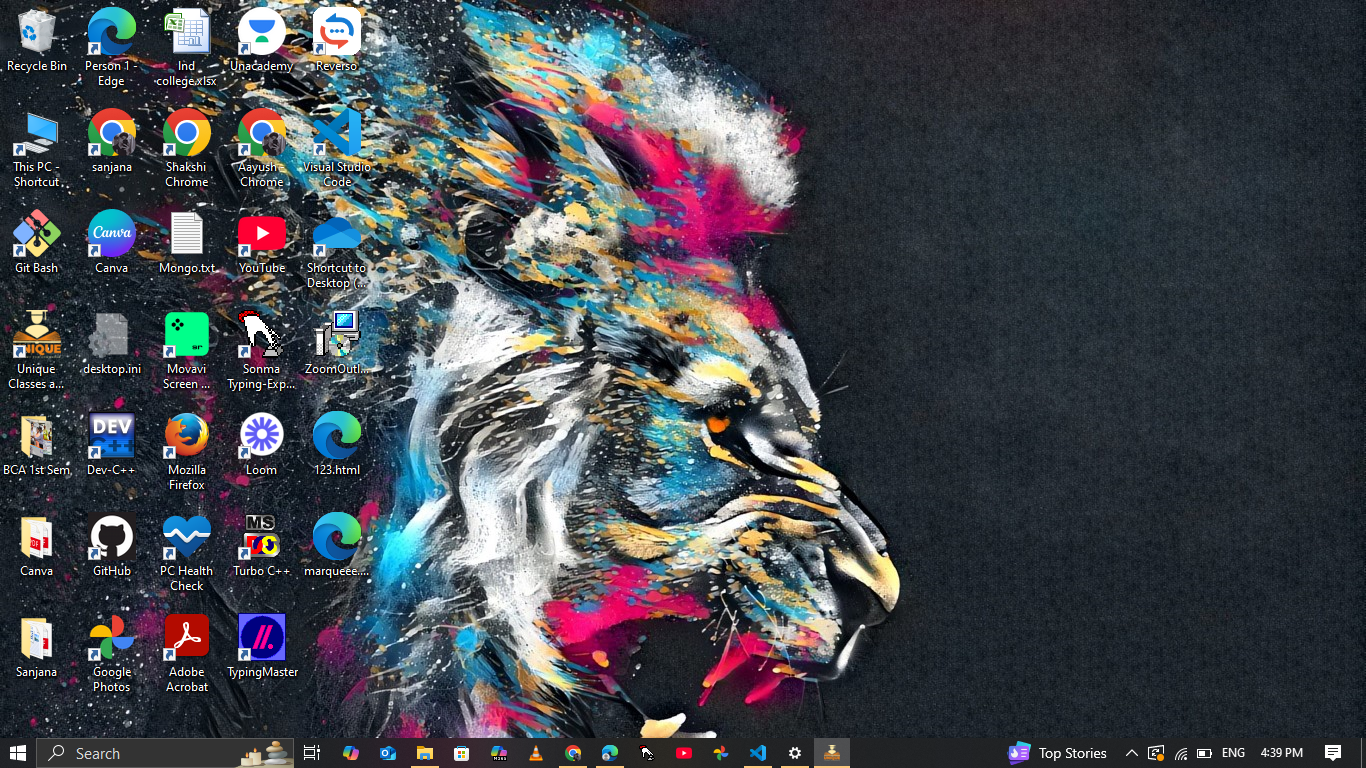 Recycle Bin
Person 1 -
Edge
Ind
college.xlsx
Unacademy
Reverso
This PC -
Shortcut
sanjana
Shakshi
Chrome
Aayush -
Chrome
Visual Studio
Code
Git Bash
Canva
Canva
Mongo.txt
YouTube
Shortcut to
Desktop (...
UNIQUE
Unique
Classes a...
desktop.ini
Movavi
Screen ...
Sonma
Typing-Exp...
ZoomOutl...
BCA 1st Sem
DEV
C++
Dev-C++
Mozilla
Firefox
Loom
123.html
Canva
GitHub
PC Health
Check
MS
Turbo C++
marqueee....
Sanjana
Google
Photos
Adobe
Acrobat
TypingMaster
Search
Top Stories
ENG
4:39 PM